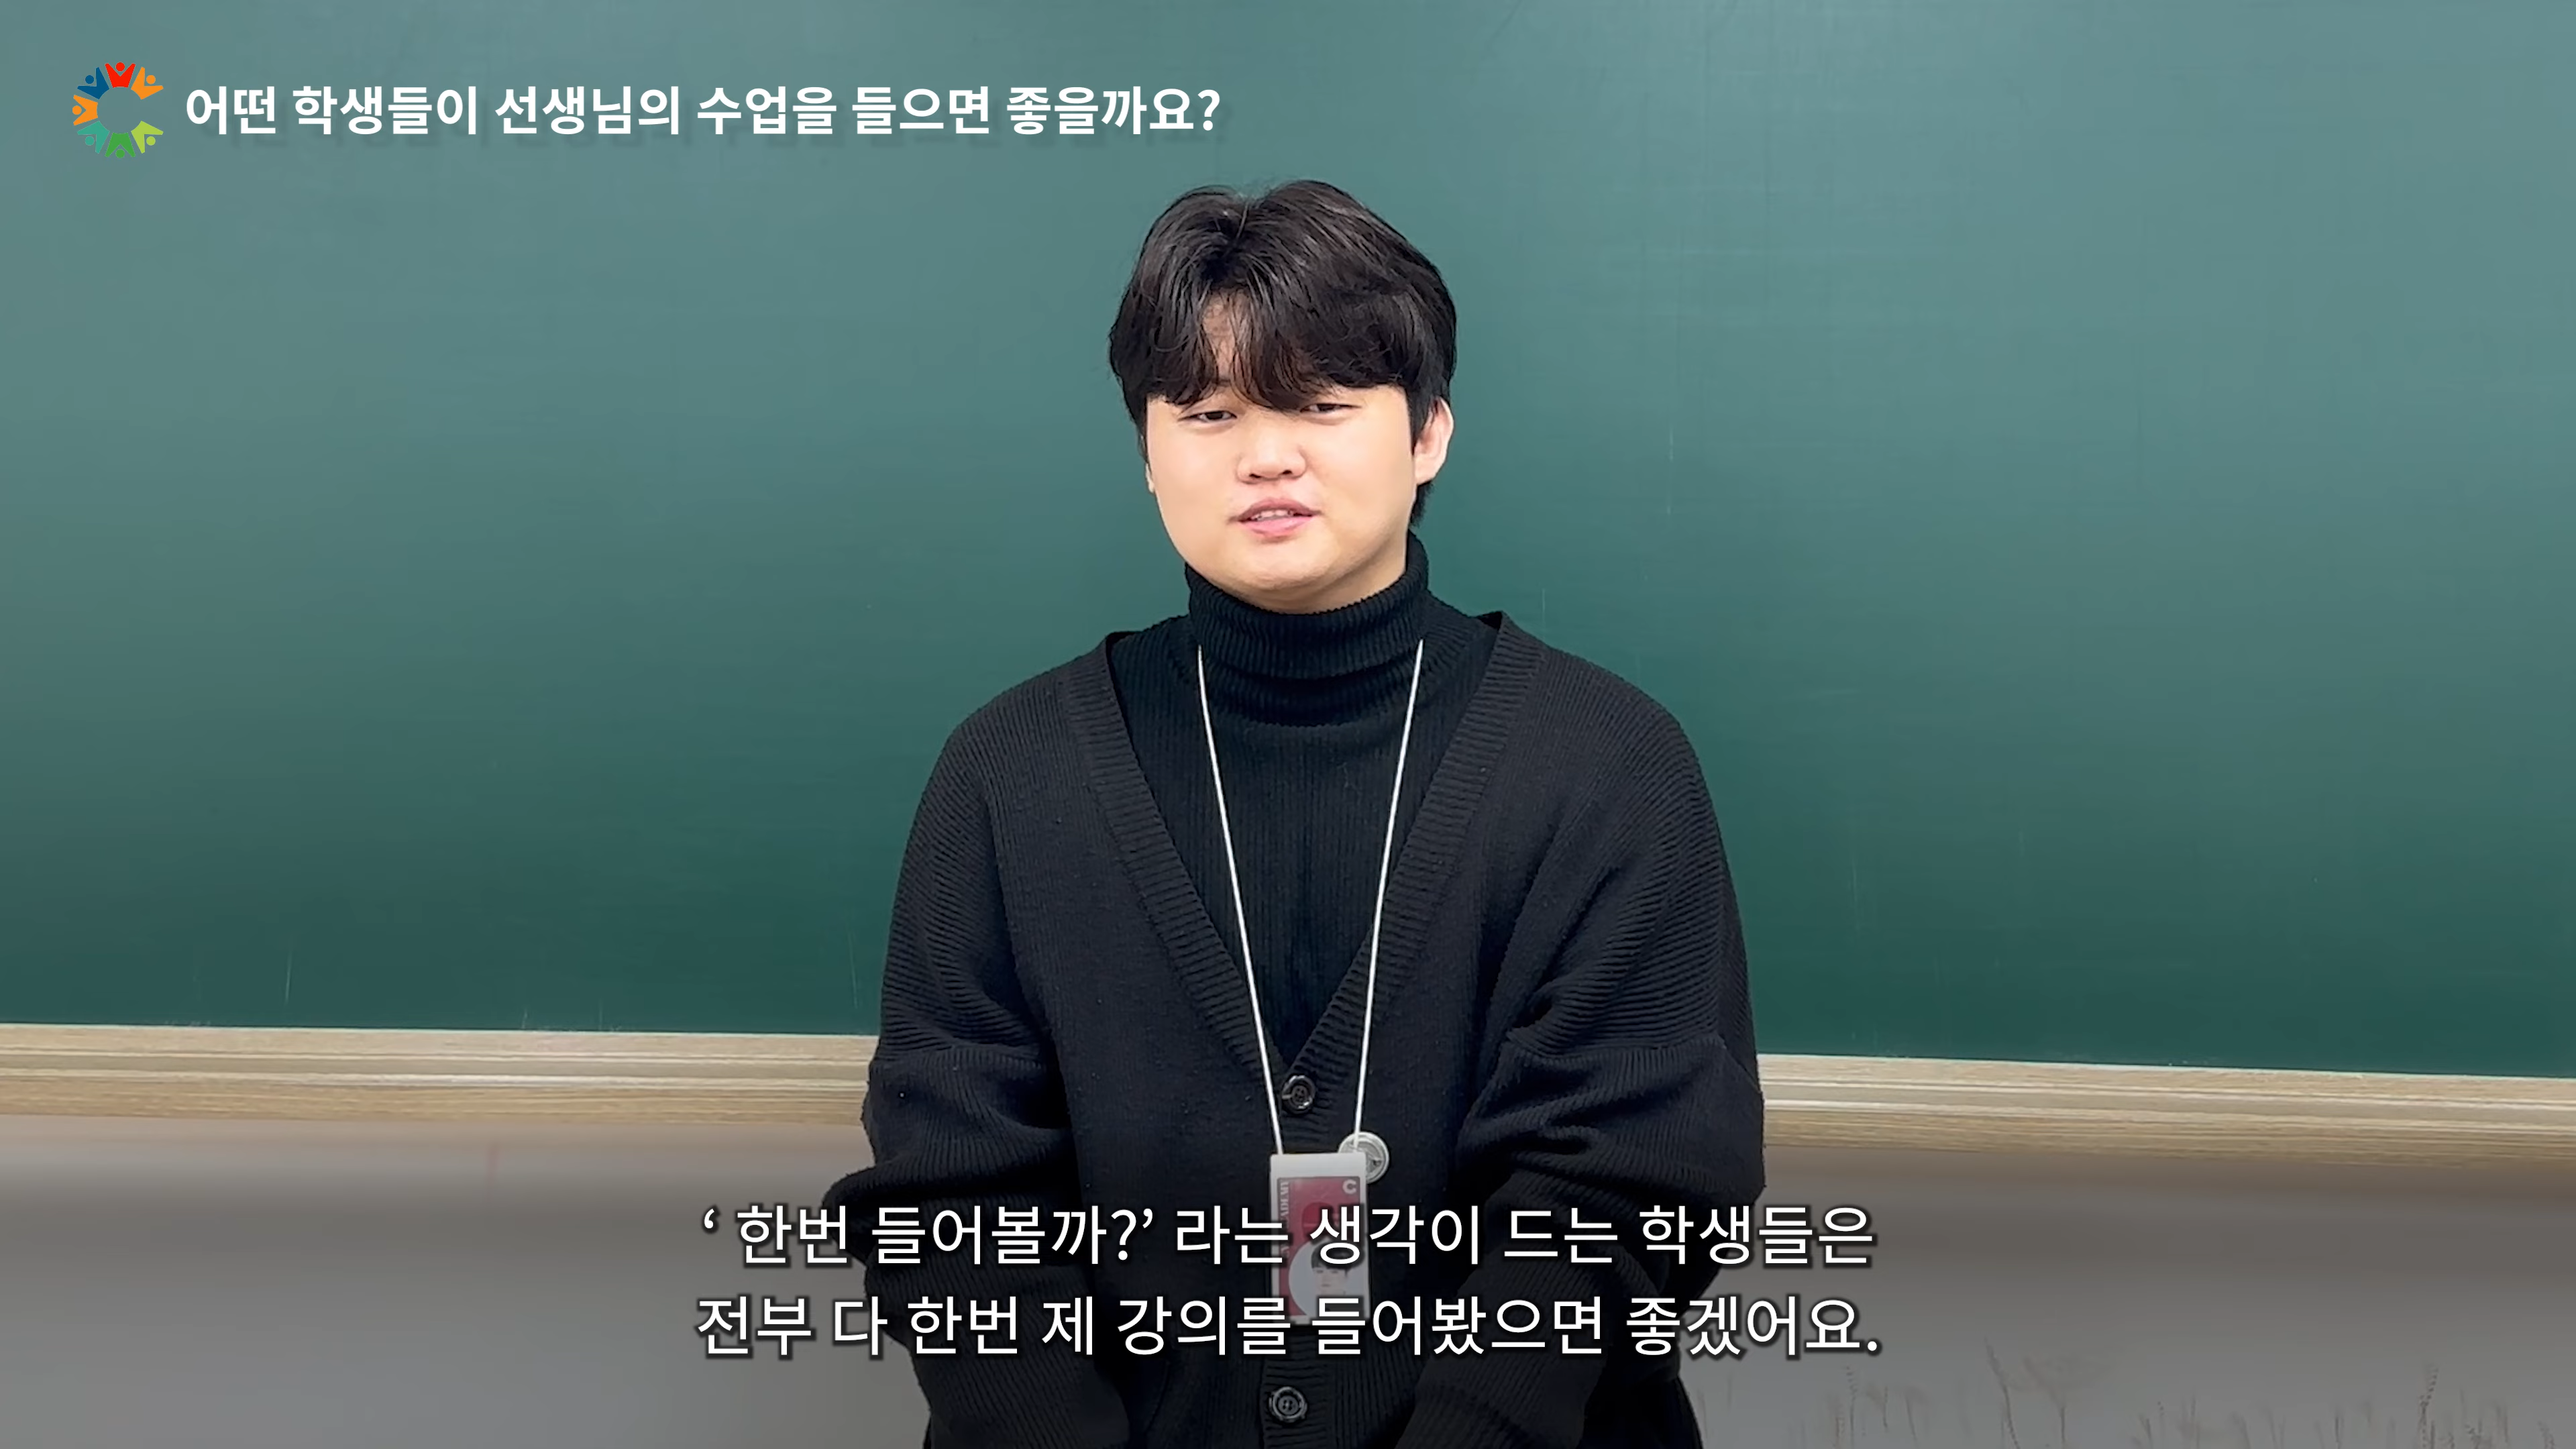 어떤 학생들이 선생님의 수업을 들으면 좋을까요?
C
‘ 한번 들어볼까?’ 라는 생각이 드는 학생들은
전부 다 한번 제 강의를 들어봤으면 좋겠어요.